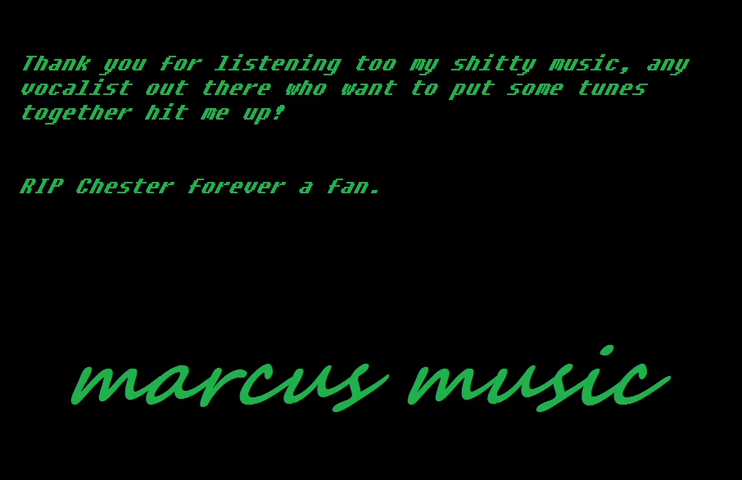 Thank you for listening too my shitty music, any
vocalist out there who want to put some tunes
together hit me up!
RIP Chester forever a fan.
marcus music